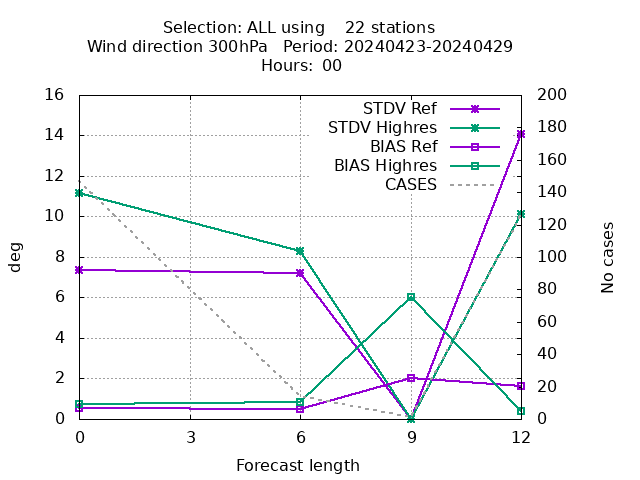 Selection: ALL using    22 stations
Wind direction 300hPa   Period: 20240423-20240429
Hours: 00
16
14
12
10
8
6
4
2
0
deg
STDV Ref
STDV Highres
BIAS Ref
BIAS Highres
CASES
200
180
160
140
120
100
80
60
40
20
0
No cases
0 3 6 9 12
Forecast length